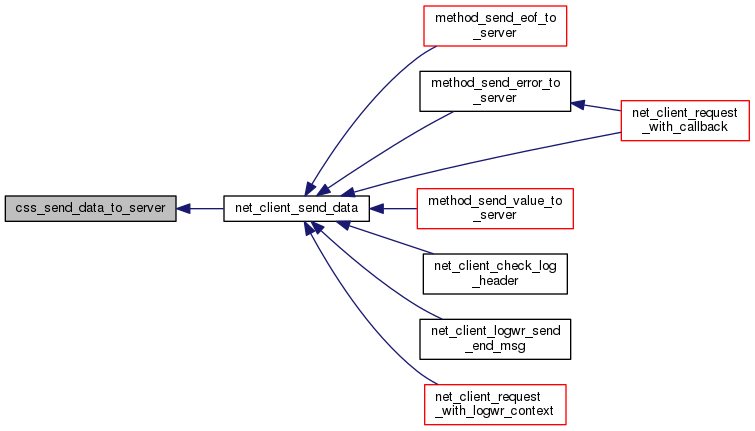 method_send_eof_to
_server
method_send_error_to
_server
net_client_request
_with_callback
css_send_data_to_server
net_client_send_data
method_send_value_to
_server
net_client_check_log
_header
net_client_logwr_send
_end_msg
net_client_request
_with_logwr_context